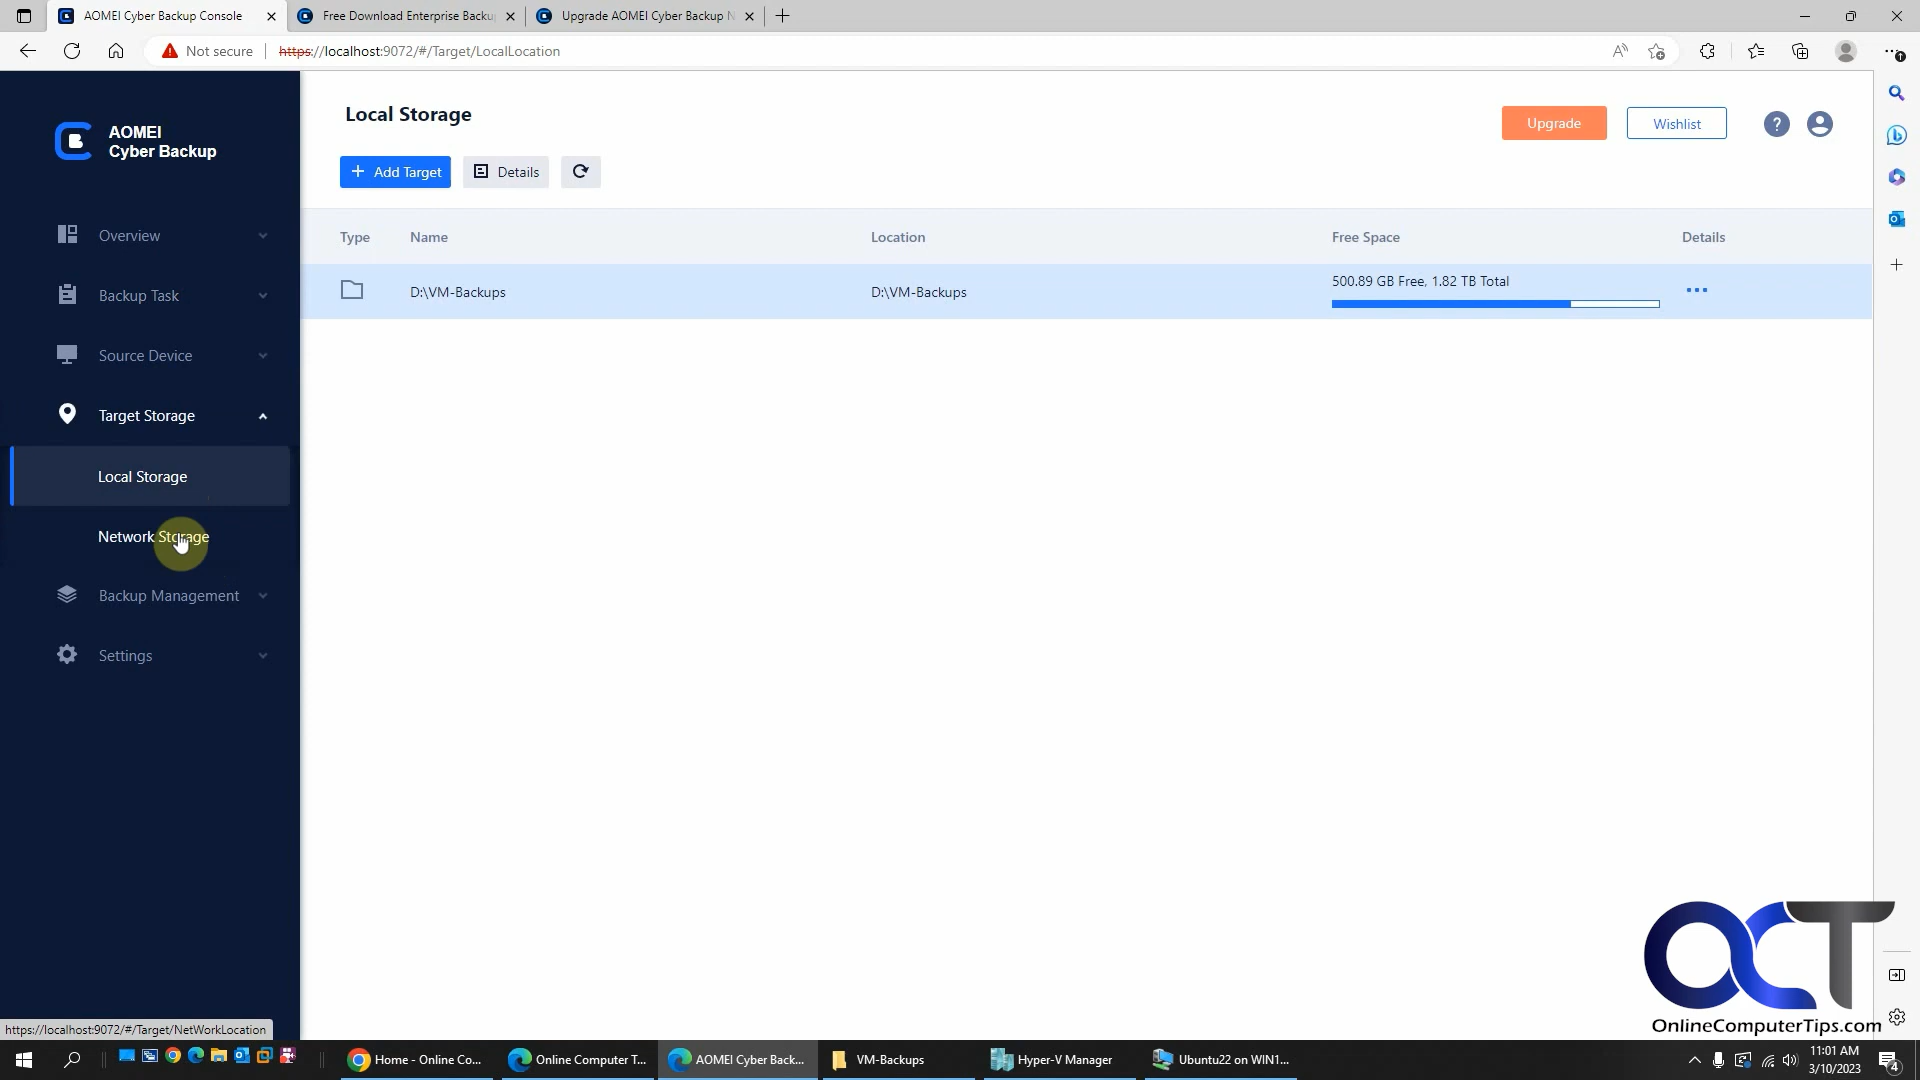 AOMEI Cyber Backup Console
Free Download Enterprise Backu
Upgrade AOMEI Cyber Backup N
Not secure
https://localhost:9072/#/Target/LocalLocation
AOMEI
Cyber Backup
Overview
Backup Task
Source Device
Target Storage
Local Storage
Network Storage
Backup Management
Settings
Local Storage
Upgrade
Wishlist
?
+ Add Target
Details
Type
Name
Location
Free Space
Details
D:\VM-Backups
D:\VM-Backups
500.89 GB Free, 1.82 TB Total
OCT
OnlineComputerTips.com
https://localhost:9072/#/Target/NetWorkLocation
Home - Online Co...
Online Computer T...
AOMEI Cyber Back...
VM-Backups
Hyper-V Manager
Ubuntu22 on WIN1...
11:01 AM
3/10/2023
4